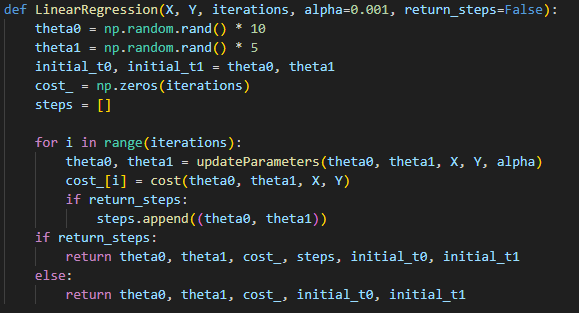 def LinearRegression(X, Y, iterations, alpha=0.001, return_steps=False):
    theta0 = np.random.rand() * 10
    theta1 = np.random.rand() * 5
    initial_t0, initial_t1 = theta0, theta1
    cost_ = np.zeros(iterations)
    steps = []

    for i in range(iterations):
        theta0, theta1 = updateParameters(theta0, theta1, X, Y, alpha)
        cost_[i] = cost(theta0, theta1, X, Y)
        if return_steps:
            steps.append((theta0, theta1))
    if return_steps:
        return theta0, theta1, cost_, steps, initial_t0, initial_t1
    else:
        return theta0, theta1, cost_, initial_t0, initial_t1